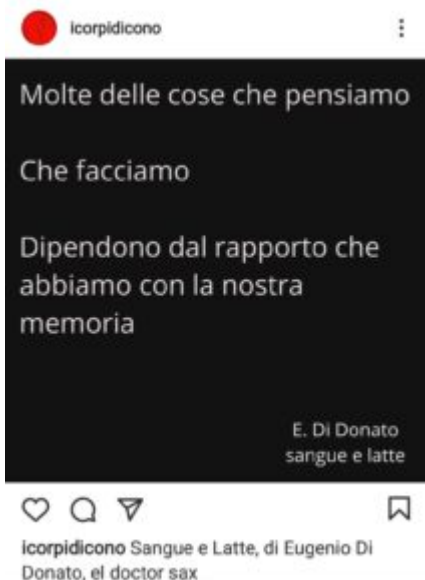 icorpidicono
Molte delle cose che pensiamo
Che facciamo
Dipendono dal rapporto che
abbiamo con la nostra
memoria
E. Di Donato
sangue e latte
icorpidicono Sangue e Latte, di Eugenio Di
Donato, el doctor sax